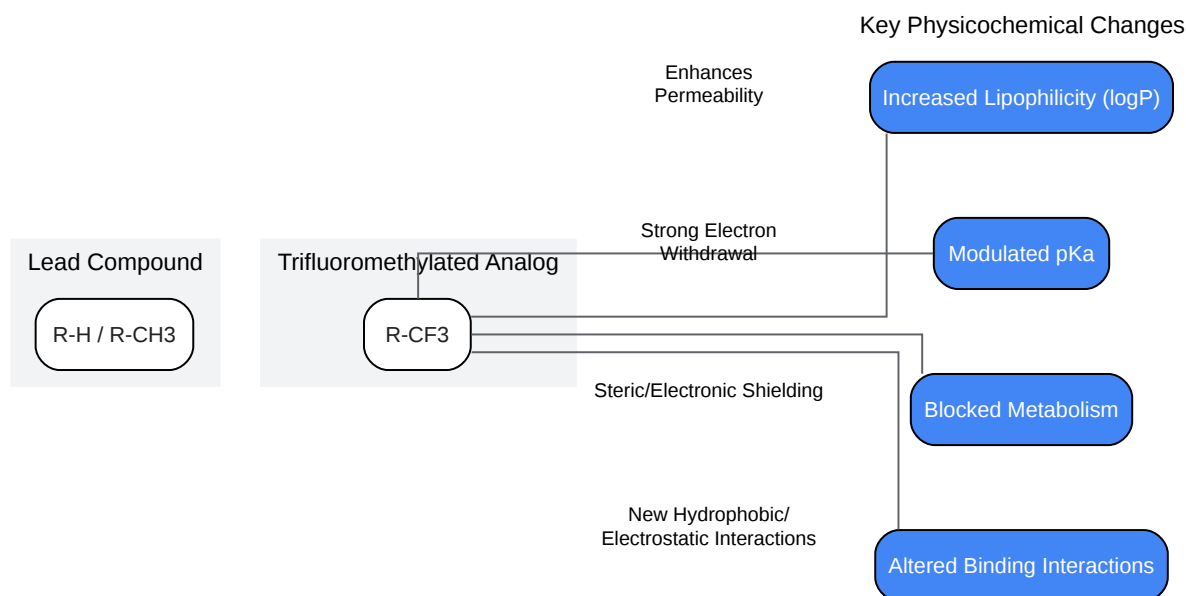 Key Physicochemical Changes
Enhances
Permeability
Increased Lipophilicity (logP)
Strong Electron
Withdrawal
Modulated pKa
Lead Compound
Trifluoromethylated Analog
R-H / R-CH3
R-CF3
Steric/Electronic Shielding
Blocked Metabolism
New Hydrophobic/
Electrostatic Interactions
Altered Binding Interactions